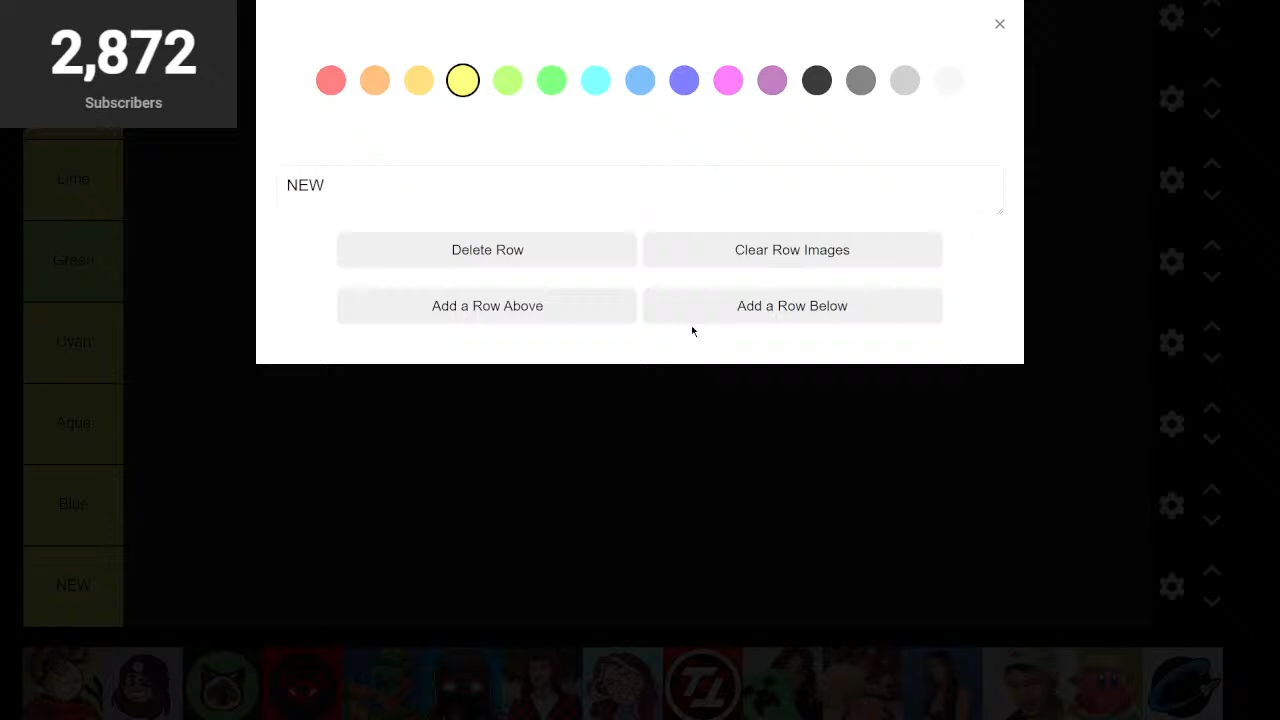 2,872
Subscribers
NEW
Delete Row
Clear Row Images
Add a Row Above
Add a Row Below
Lime
Green
Cyan
Aqua
Blue
NEW